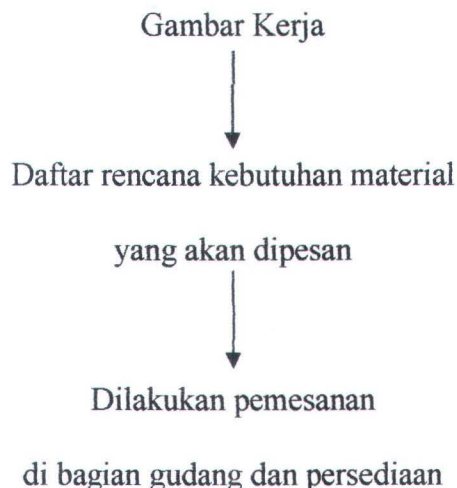 Gambar Kerja
Daftar rencana kebutuhan material
yang akan dipesan
Dilakukan pemesanan
di bagian gudang dan persediaan